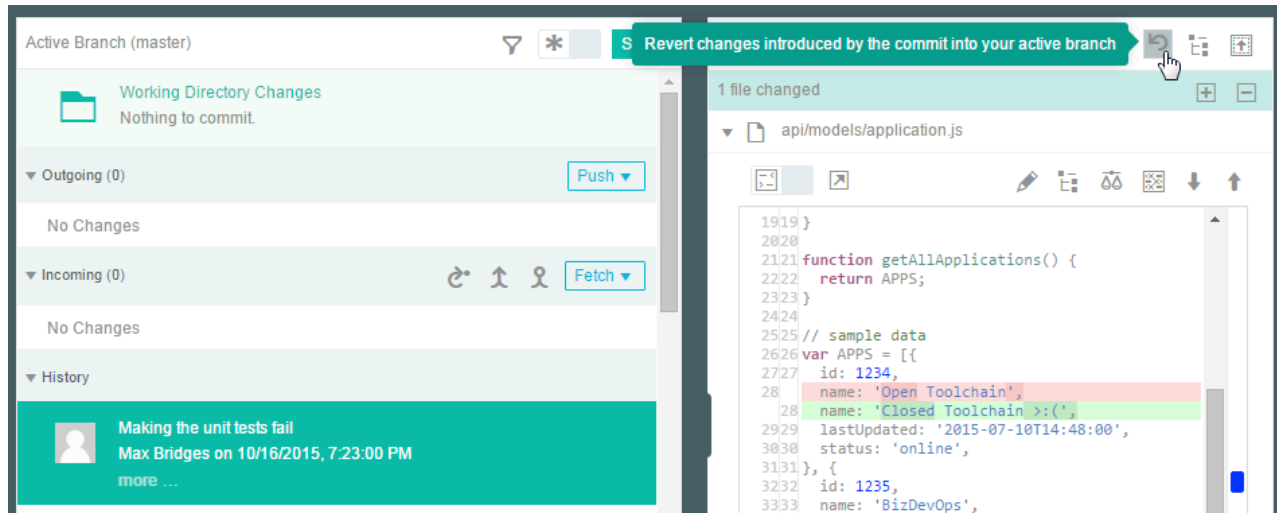 Active Branch (master)
S
Revert changes introduced by the commit into your active branch
Working Directory Changes
Nothing to commit.
Outgoing (0)
Push
No Changes
Incoming (0)
Fetch
No Changes
History
Making the unit tests fail
Max Bridges on 10/16/2015, 7:23:00 PM
more ...
1 file changed
api/models/application.js
19 19 }
20 20
21 21 function getAllApplications() {
22 22 return APPS;
23 23 }
24 24
25 25 // sample data
26 26 var APPS = [{
27 27 id: 1234,
28 name: 'Open Toolchain',
28 name: 'Closed Toolchain >:(',
29 29 lastUpdated: '2015-07-10T14:48:00',
30 30 status: 'online',
31 31 }, {
32 32 id: 1235,
33 33 name: 'BizDevOps',